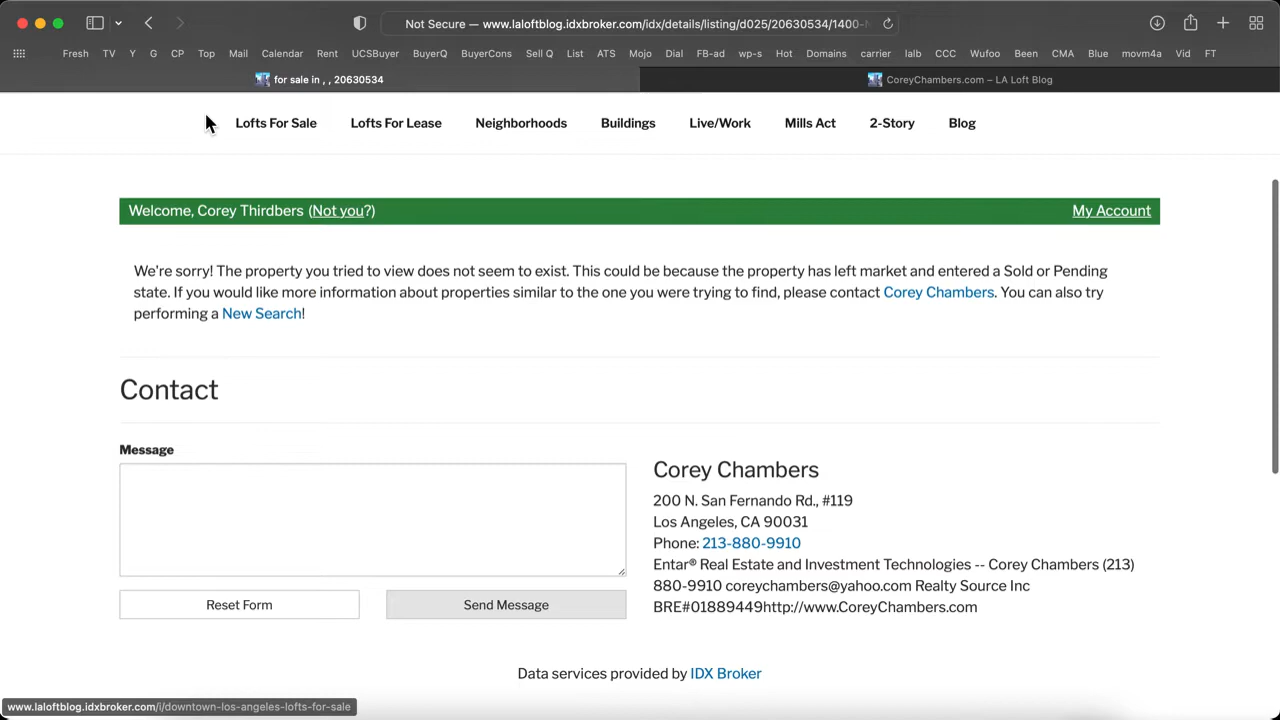 Not Secure — www.laloftblog.idxbroker.com/idx/details/listing/d025/20630534/1400-
Fresh TV Y G CP Top Mail Calendar Rent UCSBuyer BuyerQ BuyerCons Sell Q List ATS Mojo Dial FB-ad wp-s Hot Domains carrier lalb CCC Wufoo Been CMA Blue movm4a Vid FT
for sale in , , 20630534
CoreyChambers.com – LA Loft Blog
Lofts For Sale Lofts For Lease Neighborhoods Buildings Live/Work Mills Act 2-Story Blog
Welcome, Corey Thirdbers (Not you?) My Account
We're sorry! The property you tried to view does not seem to exist. This could be because the property has left market and entered a Sold or Pending
state. If you would like more information about properties similar to the one you were trying to find, please contact Corey Chambers. You can also try
performing a New Search!
Contact
Message
Reset Form Send Message
Corey Chambers
200 N. San Fernando Rd., #119
Los Angeles, CA 90031
Phone: 213-880-9910
Entar® Real Estate and Investment Technologies -- Corey Chambers (213)
880-9910 coreychambers@yahoo.com Realty Source Inc
BRE#01889449http://www.CoreyChambers.com
Data services provided by IDX Broker
www.laloftblog.idxbroker.com/i/downtown-los-angeles-lofts-for-sale